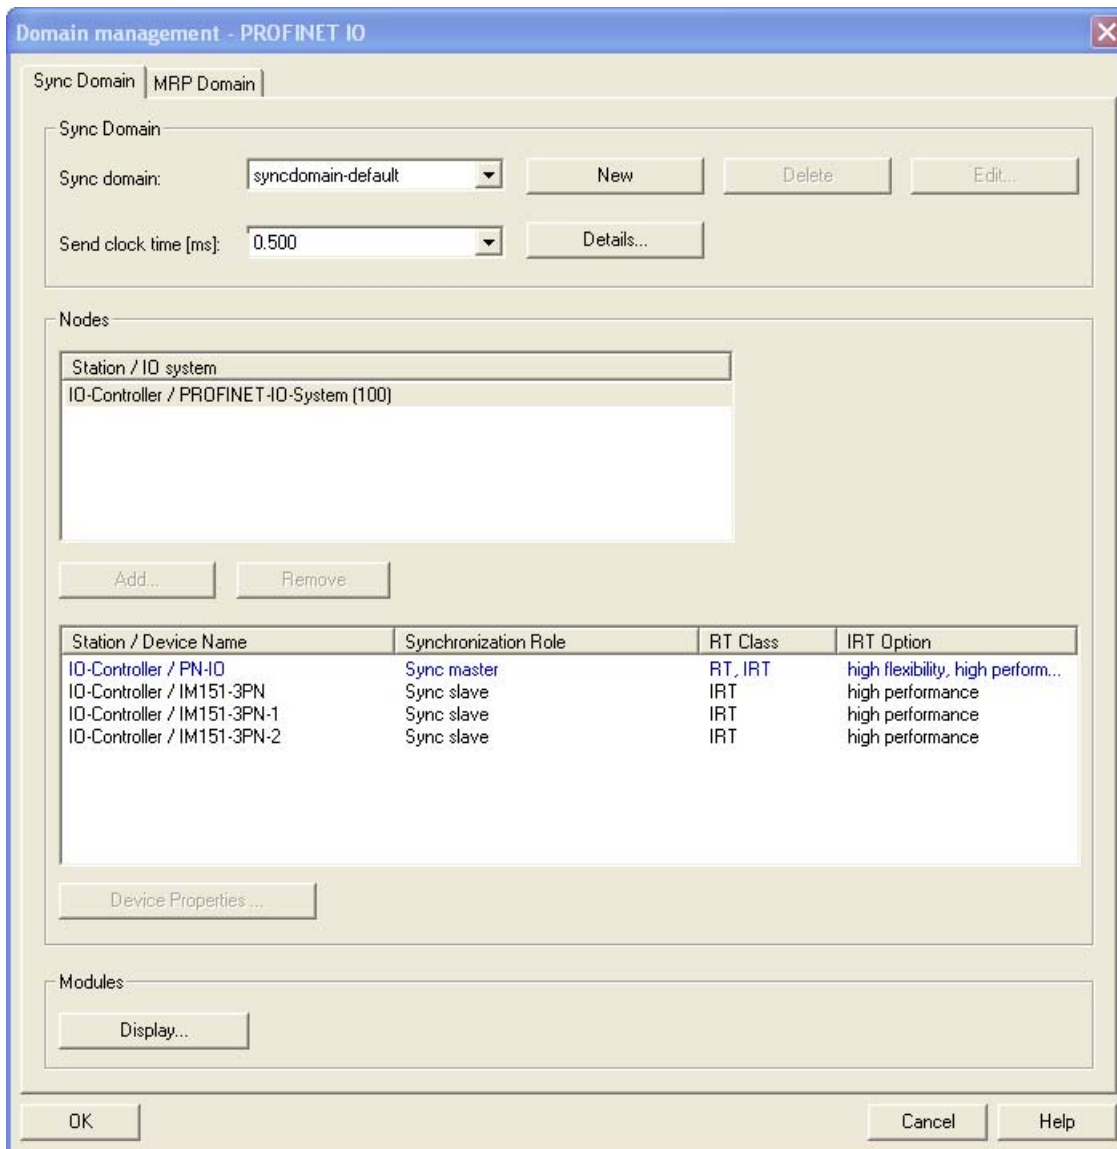 Domain management - PROFINET IO
Sync Domain MRP Domain
Sync Domain
Sync domain: syncdomain-default New Delete Edit...
Send clock time [ms]: 0.500 Details...
Nodes
Station / IO system
IO-Controller / PROFINET-IO-System (100)
Add... Remove
Station / Device Name Synchronization Role RT Class IRT Option
IO-Controller / PN-IO Sync master RT, IRT high flexibility, high perform...
IO-Controller / IM151-3PN Sync slave IRT high performance
IO-Controller / IM151-3PN-1 Sync slave IRT high performance
IO-Controller / IM151-3PN-2 Sync slave IRT high performance
Device Properties ...
Modules
Display...
OK Cancel Help